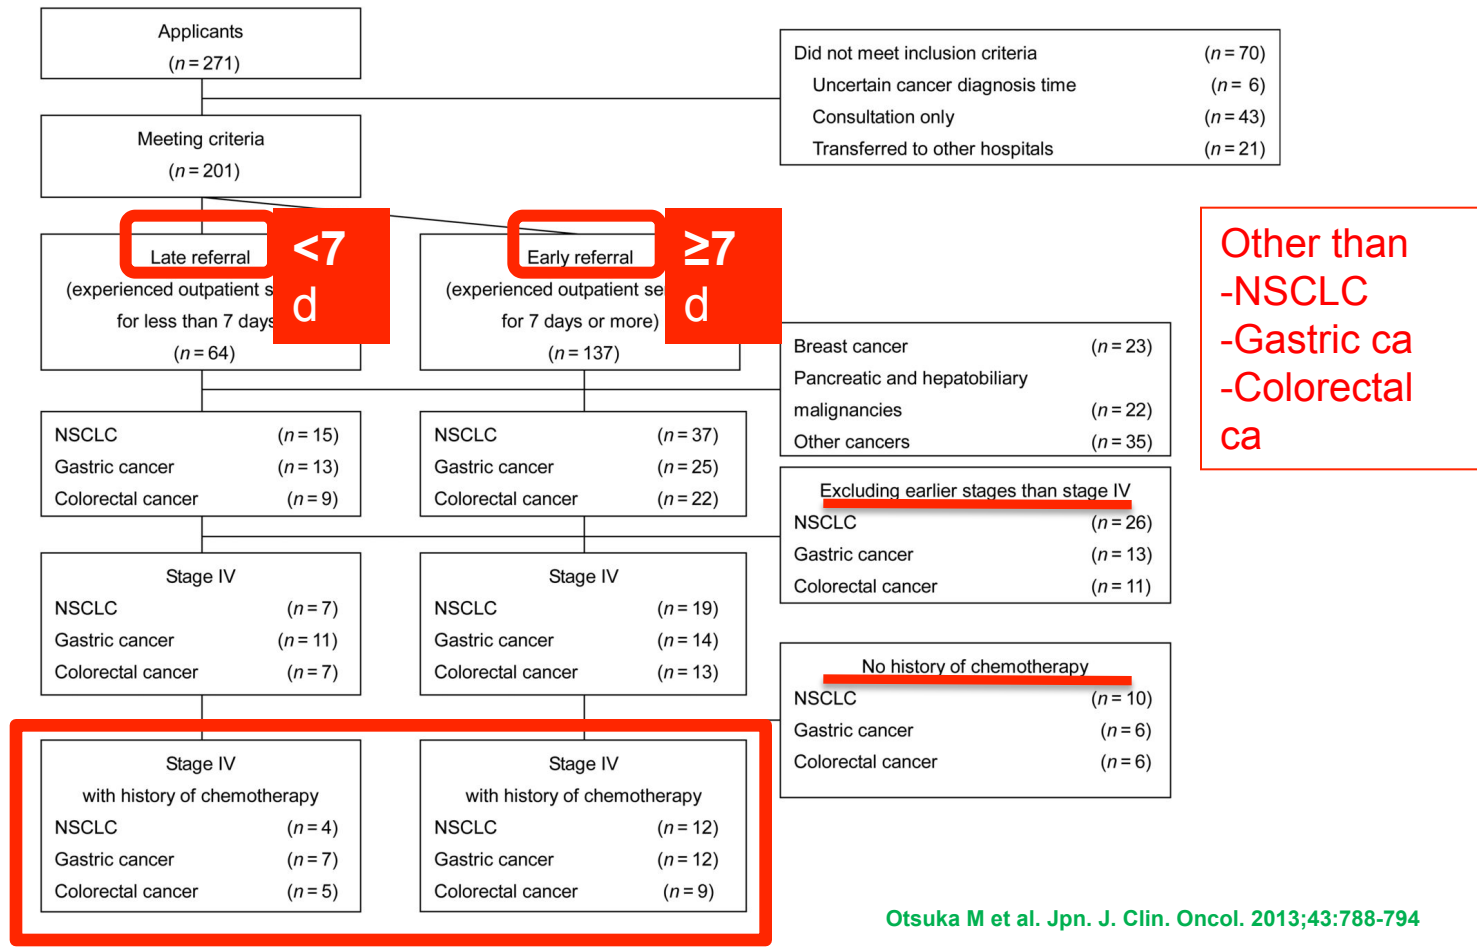 Applicants
(n = 271)
Did not meet inclusion criteria (n = 70)
Uncertain cancer diagnosis time (n = 6)
Consultation only (n = 43)
Transferred to other hospitals (n = 21)
Meeting criteria
(n = 201)
Late referral
(experienced outpatient s
for less than 7 days
(n = 64)
<7
d
Early referral
(experienced outpatient se
for 7 days or more)
(n = 137)
≥7
d
Other than
-NSCLC
-Gastric ca
-Colorectal
ca
Breast cancer (n = 23)
Pancreatic and hepatobiliary
malignancies (n = 22)
Other cancers (n = 35)
NSCLC (n = 15)
Gastric cancer (n = 13)
Colorectal cancer (n = 9)
NSCLC (n = 37)
Gastric cancer (n = 25)
Colorectal cancer (n = 22)
Excluding earlier stages than stage IV
NSCLC (n = 26)
Gastric cancer (n = 13)
Colorectal cancer (n = 11)
Stage IV
NSCLC (n = 7)
Gastric cancer (n = 11)
Colorectal cancer (n = 7)
Stage IV
NSCLC (n = 19)
Gastric cancer (n = 14)
Colorectal cancer (n = 13)
No history of chemotherapy
NSCLC (n = 10)
Gastric cancer (n = 6)
Colorectal cancer (n = 6)
Stage IV
with history of chemotherapy
NSCLC (n = 4)
Gastric cancer (n = 7)
Colorectal cancer (n = 5)
Stage IV
with history of chemotherapy
NSCLC (n = 12)
Gastric cancer (n = 12)
Colorectal cancer (n = 9)
Otsuka M et al. Jpn. J. Clin. Oncol. 2013;43:788-794